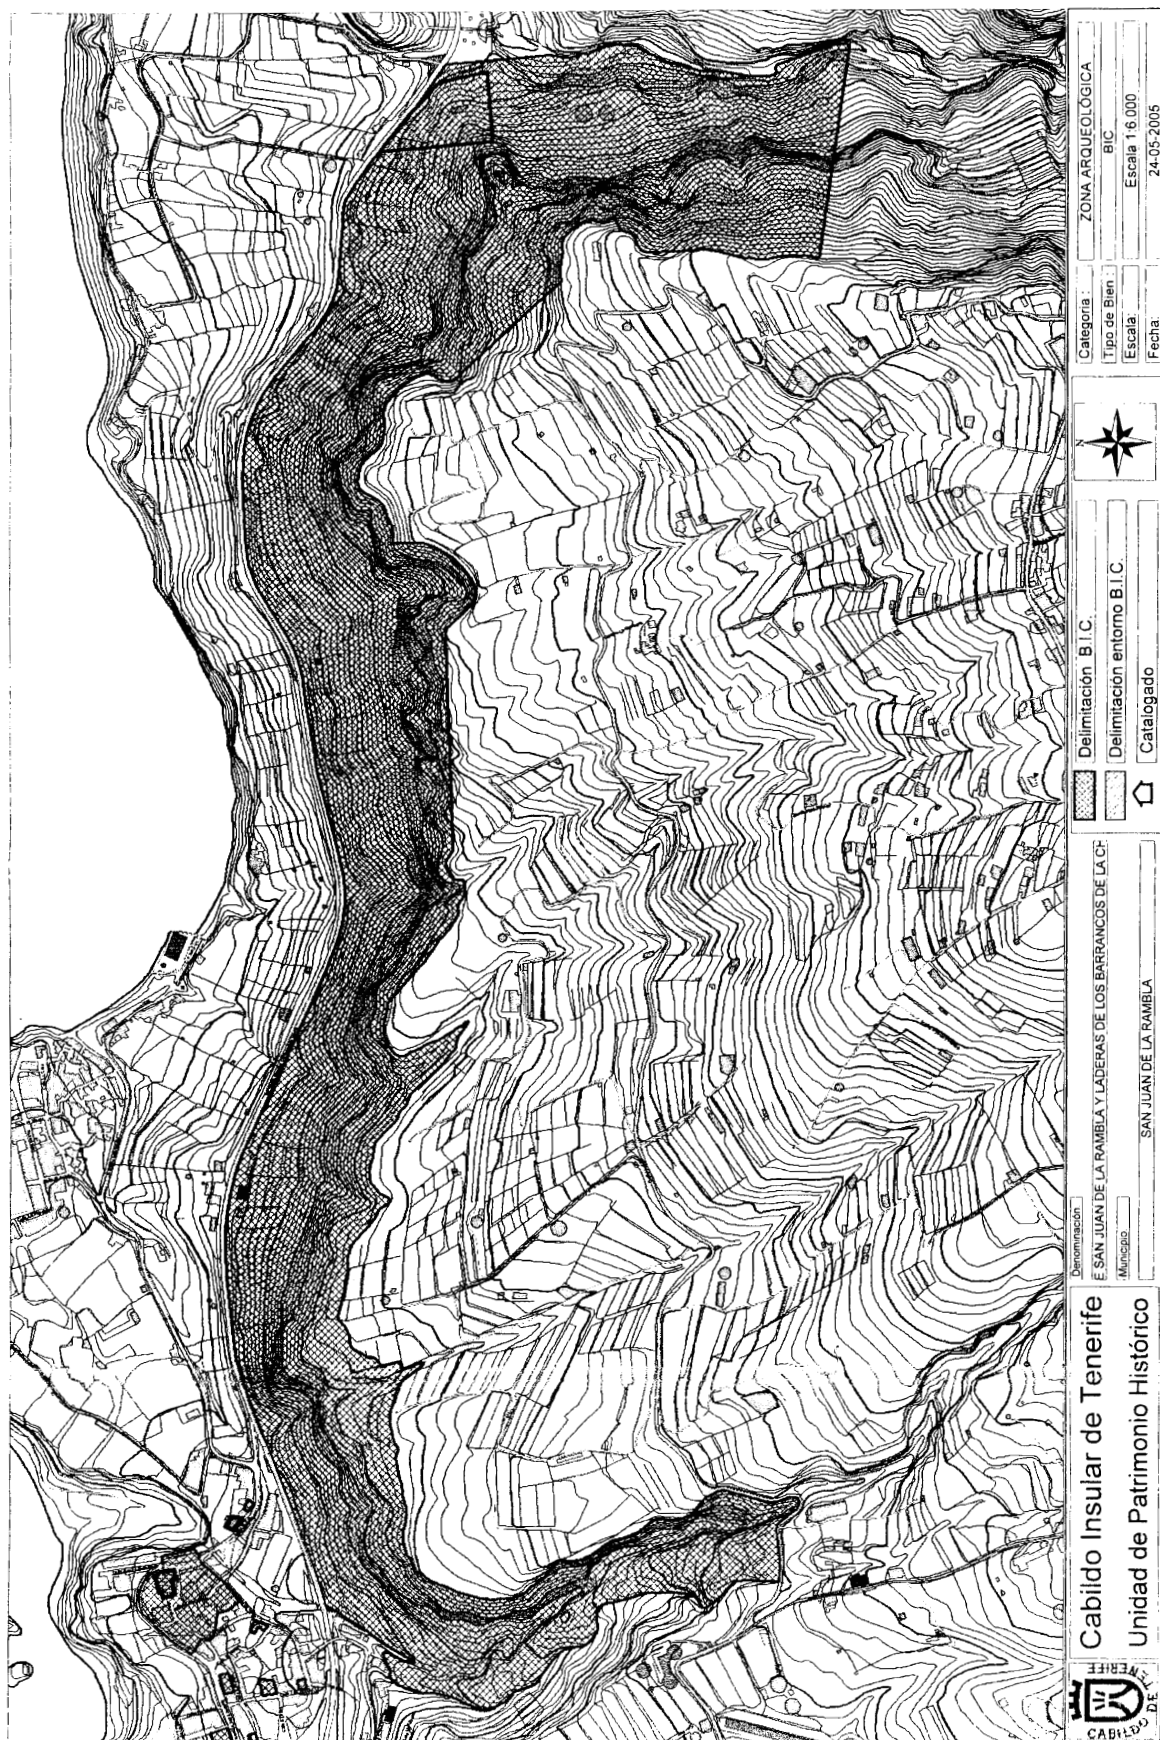 Cabildo Insular de Tenerife
Unidad de Patrimonio Histórico
CABILDO DE TENERIFE
Denominación
E SAN JUAN DE LA RAMBLA Y LADERAS DE LOS BARRANCOS DE LA CH
Municipio
SAN JUAN DE LA RAMBLA
Delimitación B.I.C.
Delimitación entorno B.I.C.
Catalogado
N
Categoria: ZONA ARQUEOLÓGICA
Tipo de Bien: BIC
Escala: Escala 1:6.000
Fecha: 24-05-2005